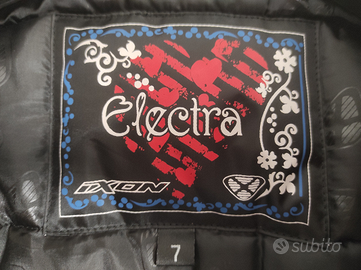 Electra
iXON
7
subito